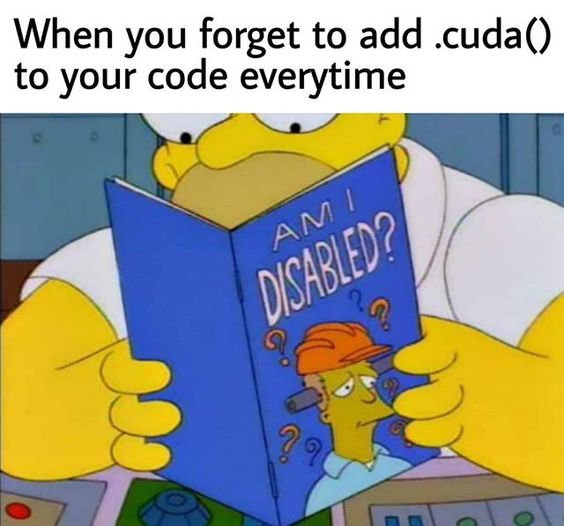 When you forget to add .cuda()
to your code everytime
AM I
DISABLED?
? ? ? ? ? ? ?